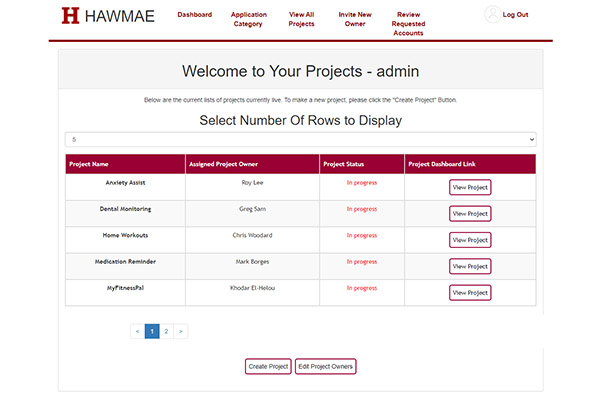 H HAWMAE
Dashboard
Application
Category
View All
Projects
Invite New
Owner
Review
Requested
Accounts
Log Out
Welcome to Your Projects - admin
Below are the current lists of projects currently live. To make a new project, please click the "Create Project" Button.
Select Number Of Rows to Display
5
Project Name Assigned Project Owner Project Status Project Dashboard Link
Anxiety Assist Roy Lee In progress View Project
Dental Monitoring Greg Sam In progress View Project
Home Workouts Chris Woodard In progress View Project
Medication Reminder Mark Borges In progress View Project
MyFitnessPal Khodar El-Helou In progress View Project
< 1 2 >
Create Project Edit Project Owners